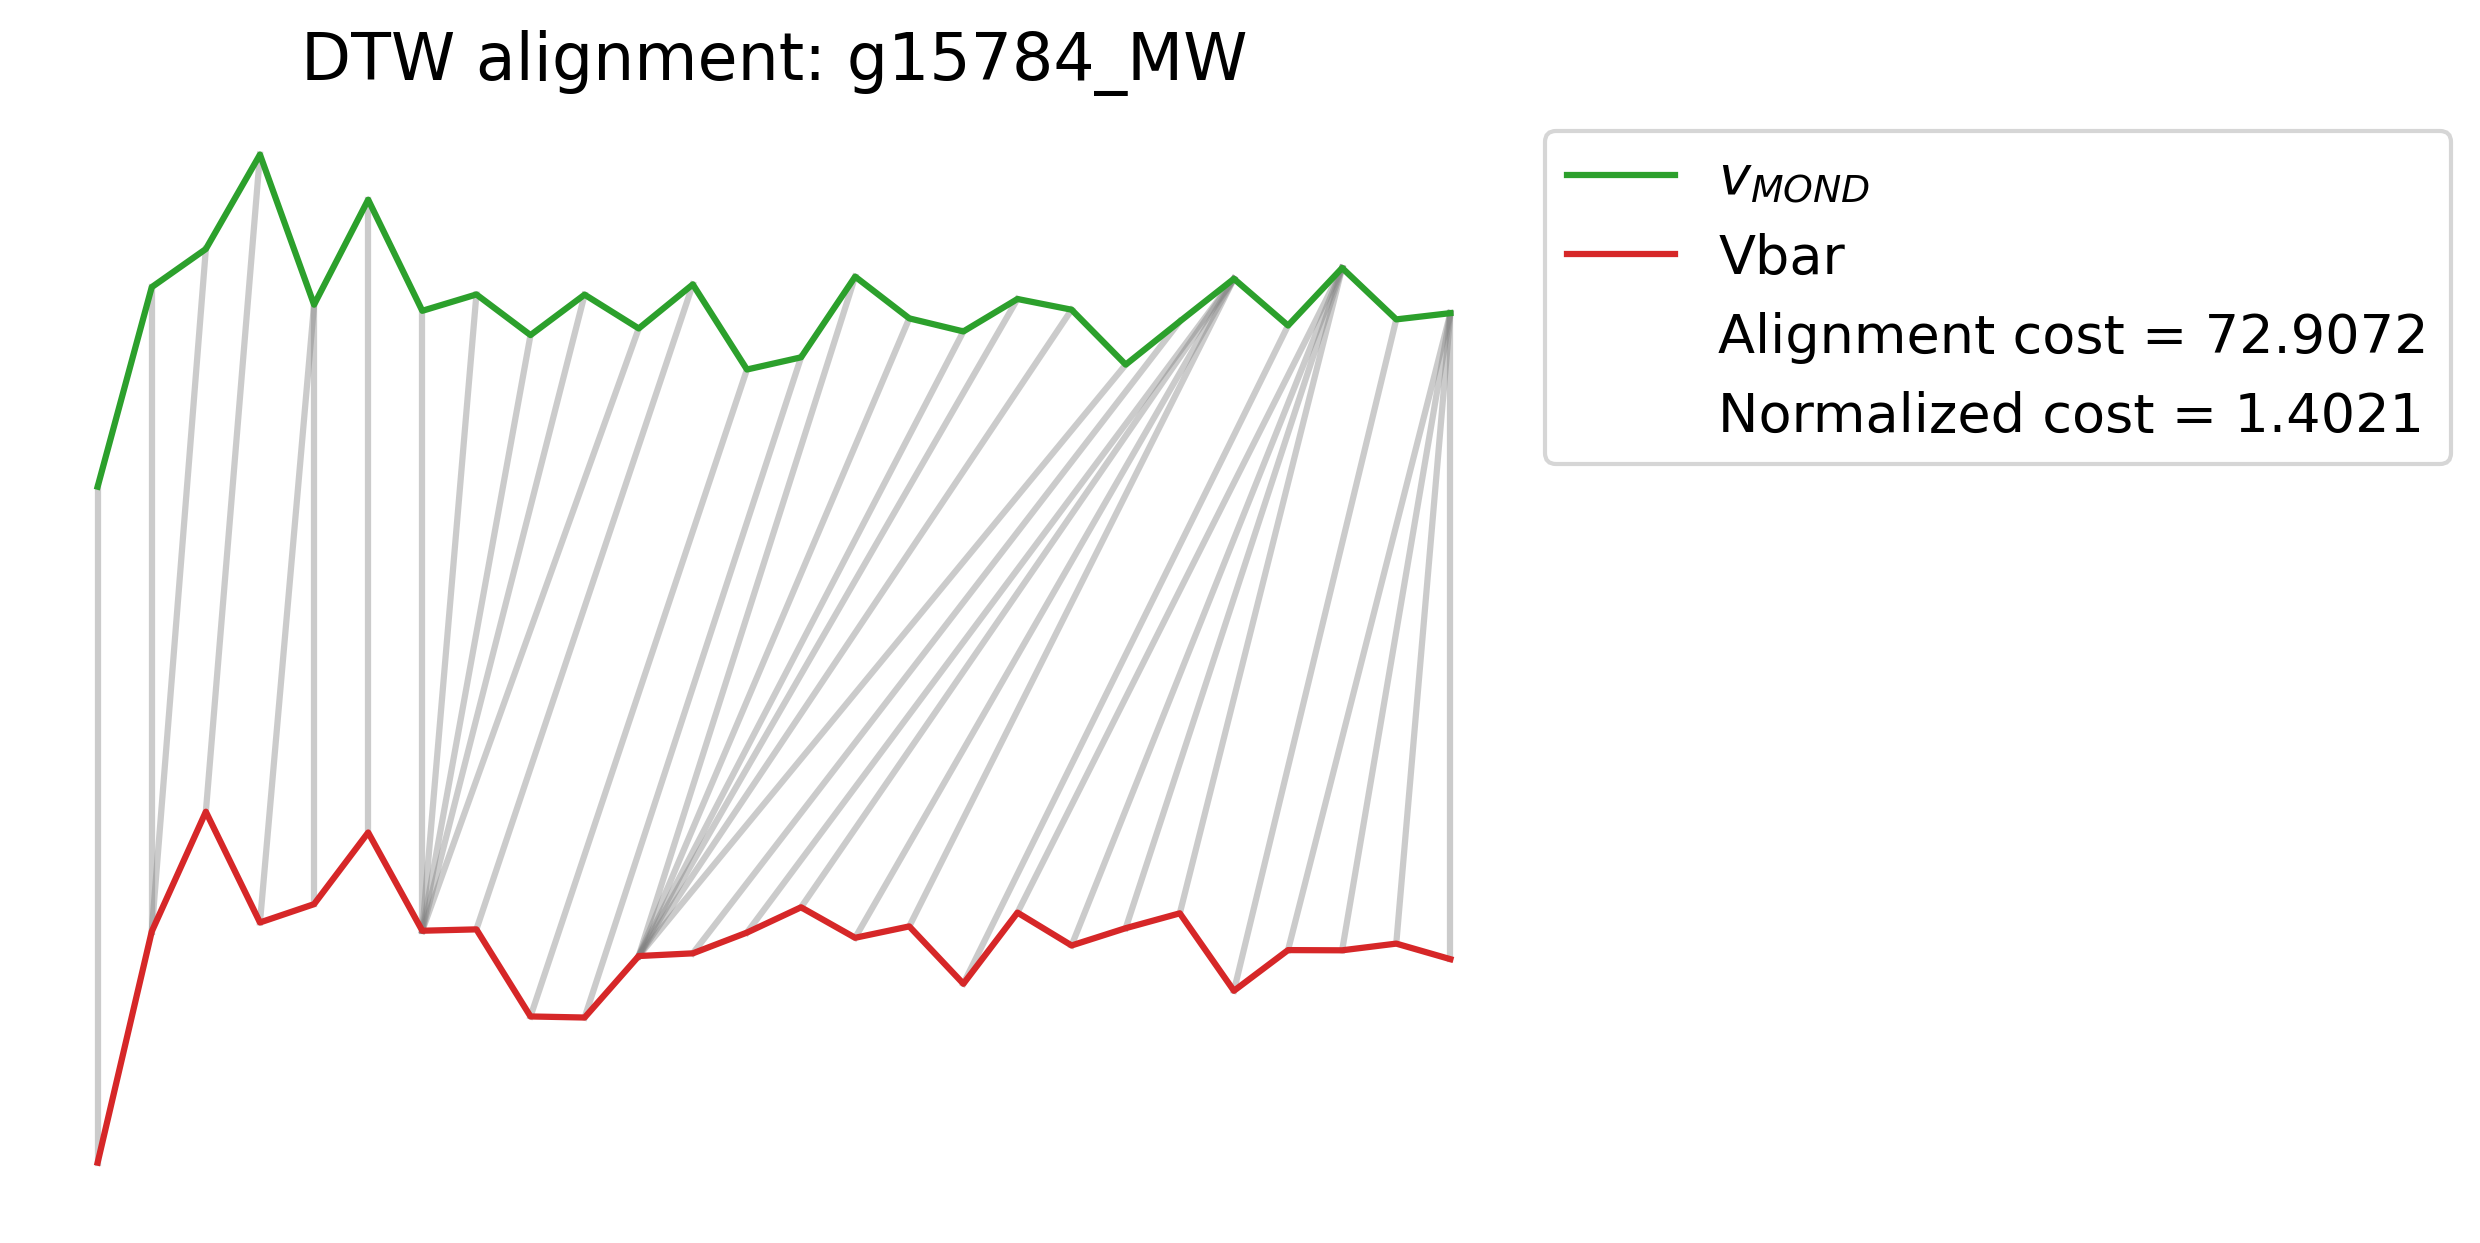 DTW alignment: g15784_MW
v_MOND
Vbar
Alignment cost = 72.9072
Normalized cost = 1.4021